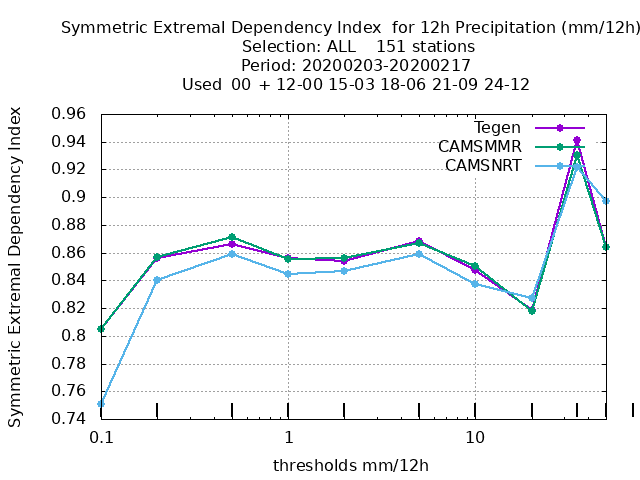 Symmetric Extremal Dependency Index  for 12h Precipitation (mm/12h)
Selection: ALL    151 stations
Period: 20200203-20200217
Used  00 + 12-00 15-03 18-06 21-09 24-12
Symmetric Extremal Dependency Index
0.96
0.94
0.92
0.9
0.88
0.86
0.84
0.82
0.8
0.78
0.76
0.74
Tegen
CAMSMMR
CAMSNRT
0.1
1
10
thresholds mm/12h